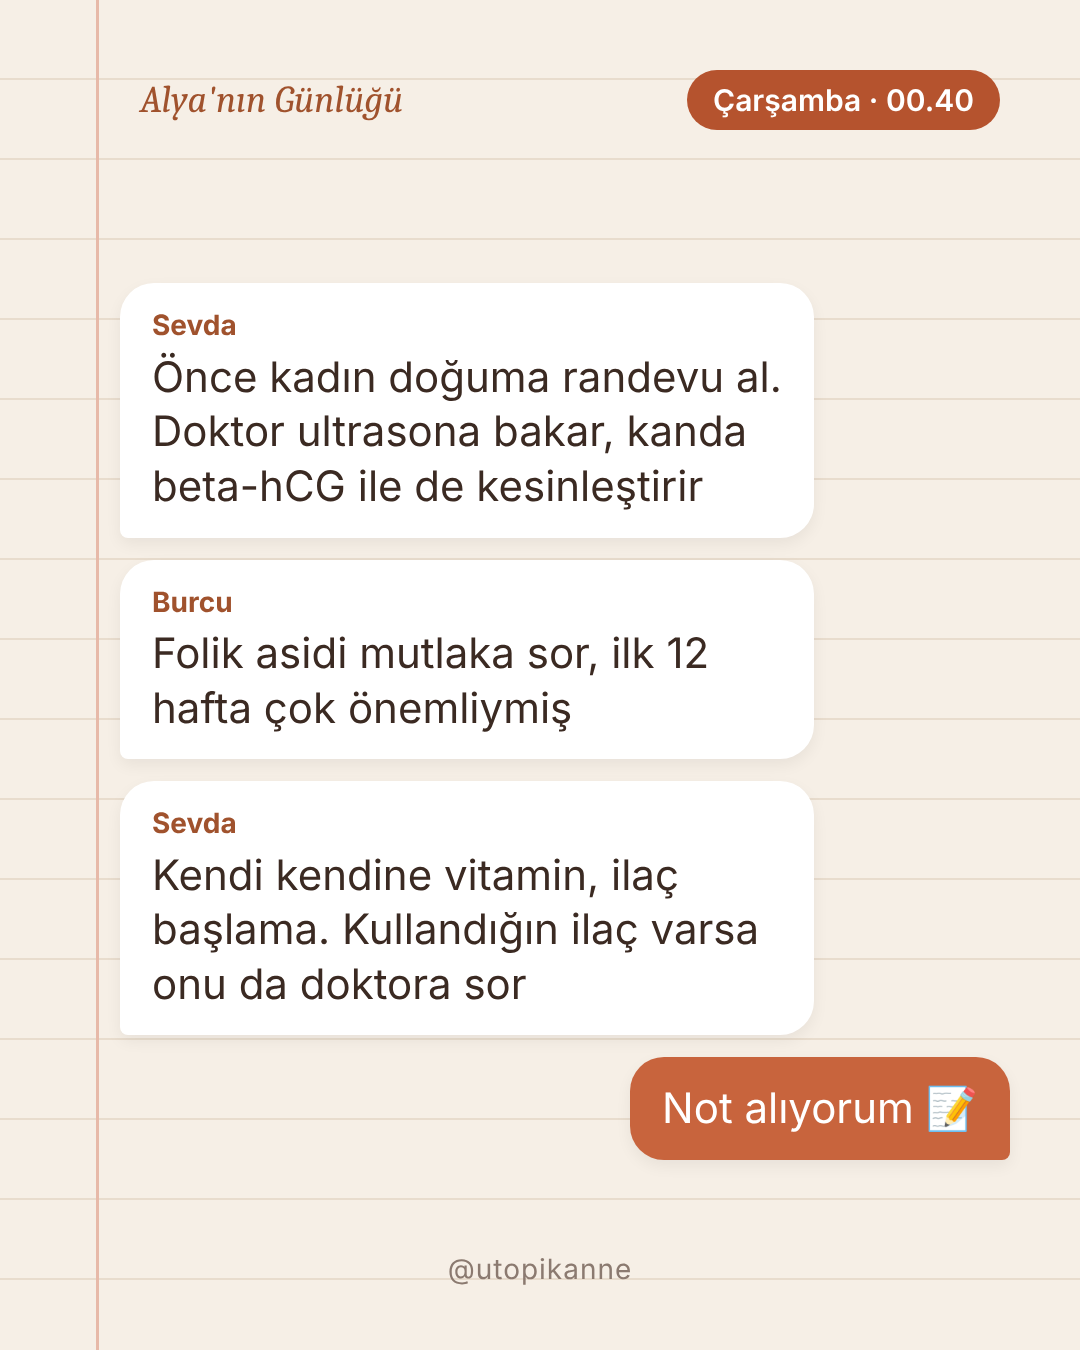 Alya'nın Günlüğü
Çarşamba · 00.40
Sevda
Önce kadın doğuma randevu al.
Doktor ultrasona bakar, kanda
beta-hCG ile de kesinleştirir
Burcu
Folik asidi mutlaka sor, ilk 12
hafta çok önemliymiş
Sevda
Kendi kendine vitamin, ilaç
başlama. Kullandığın ilaç varsa
onu da doktora sor
Not alıyorum 📝
@utopikanne